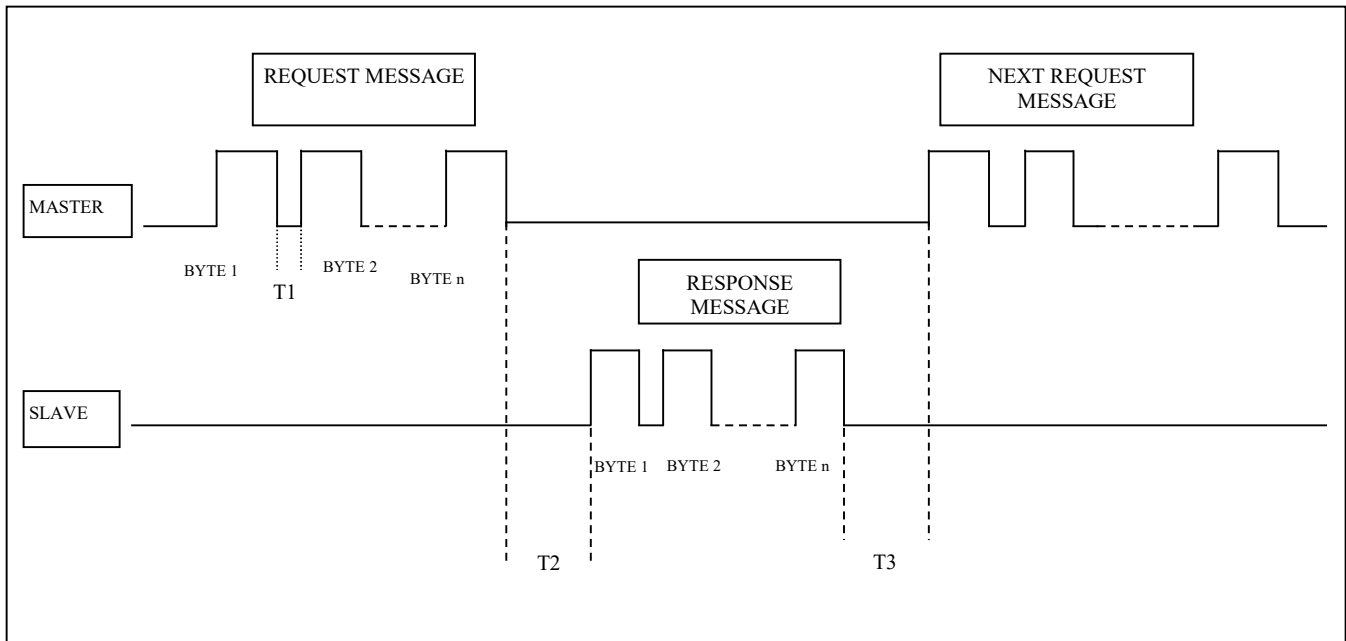 REQUEST MESSAGE
NEXT REQUEST
MESSAGE
MASTER
BYTE 1
BYTE 2
BYTE n
T1
RESPONSE
MESSAGE
SLAVE
BYTE 1
BYTE 2
BYTE n
T2
T3